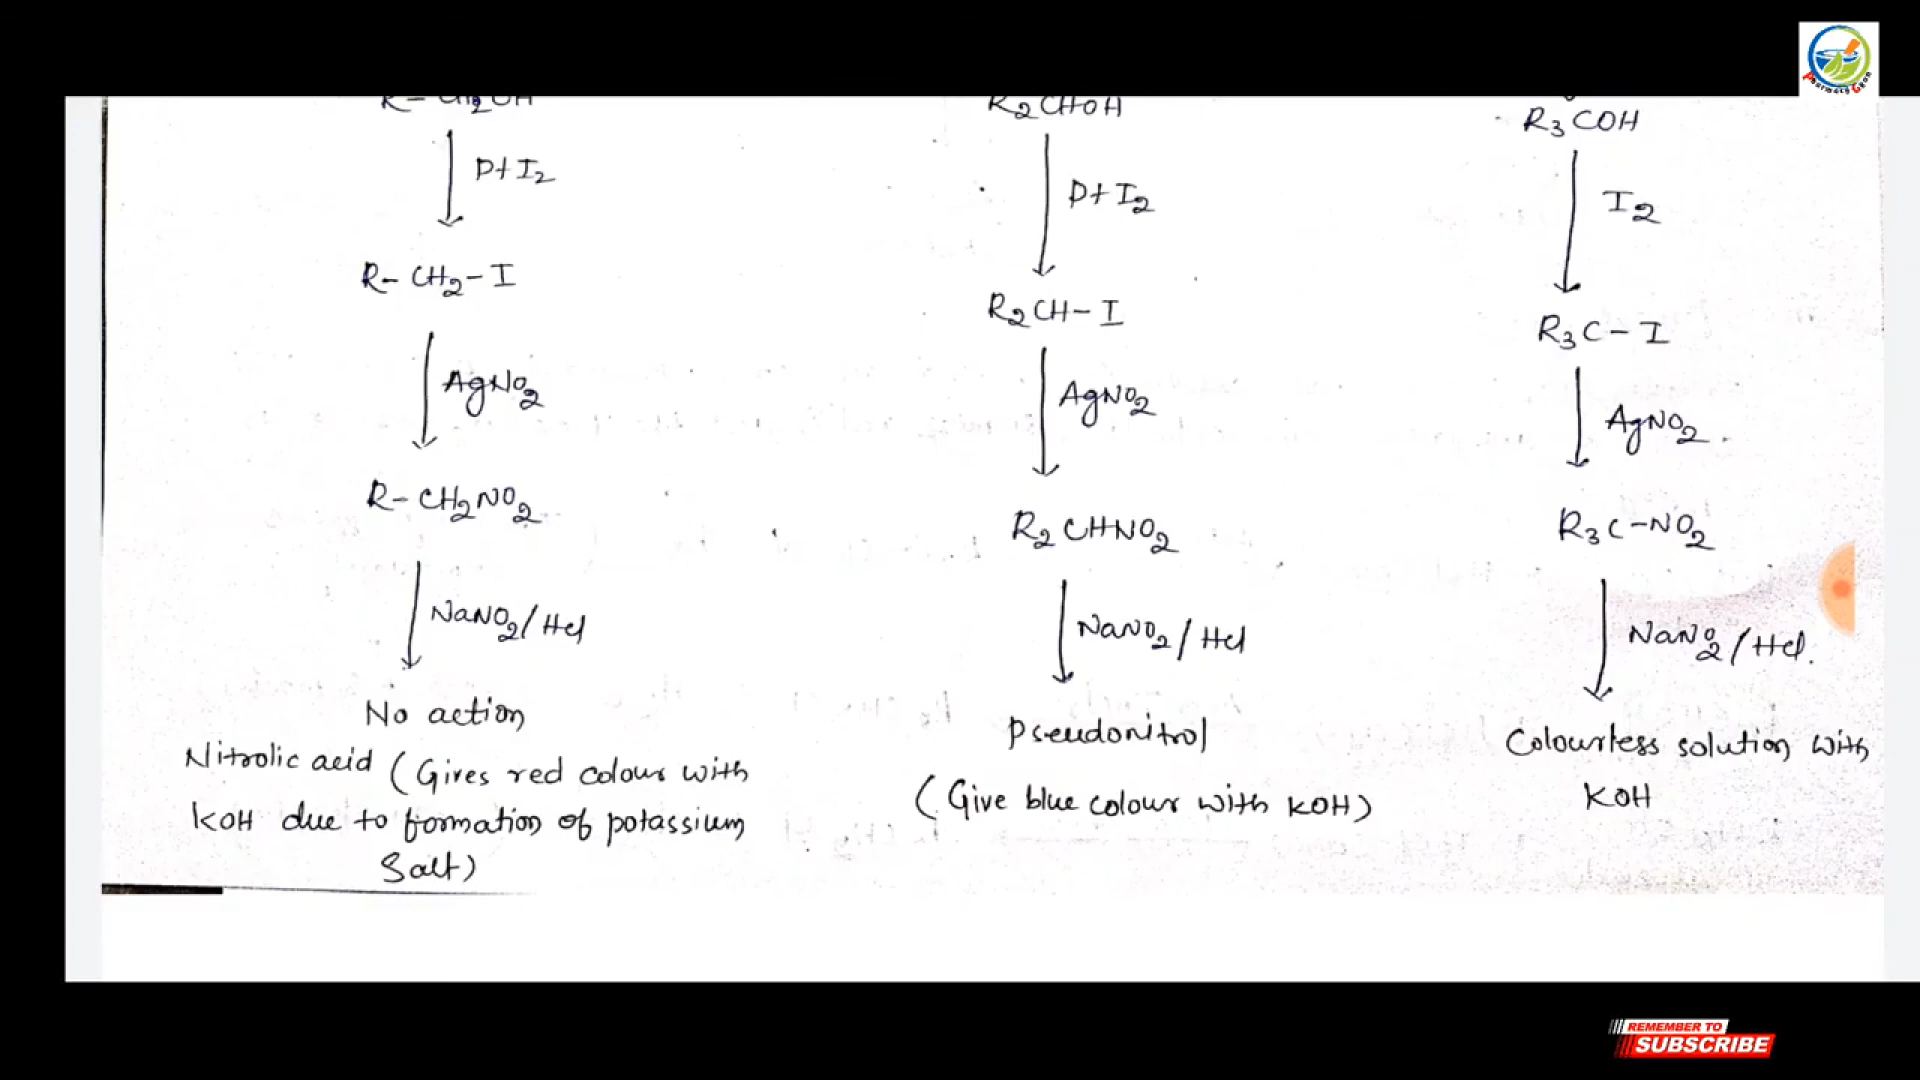 R-CH2OH
P+I2
R-CH2-I
AgNO2
R-CH2NO2
NaNO2/Hcl
No action
Nitrolic acid (Gives red colour with
KOH due to formation of potassium
Salt)
R2CHOH
P+I2
R2CH-I
AgNO2
R2CHNO2
NaNO2/Hcl
Pseudonitrol
(Give blue colour with KOH)
R3COH
I2
R3C-I
AgNO2.
R3C-NO2
NaNO2/Hcl.
Colourless solution with
KOH
REMEMBER TO
SUBSCRIBE